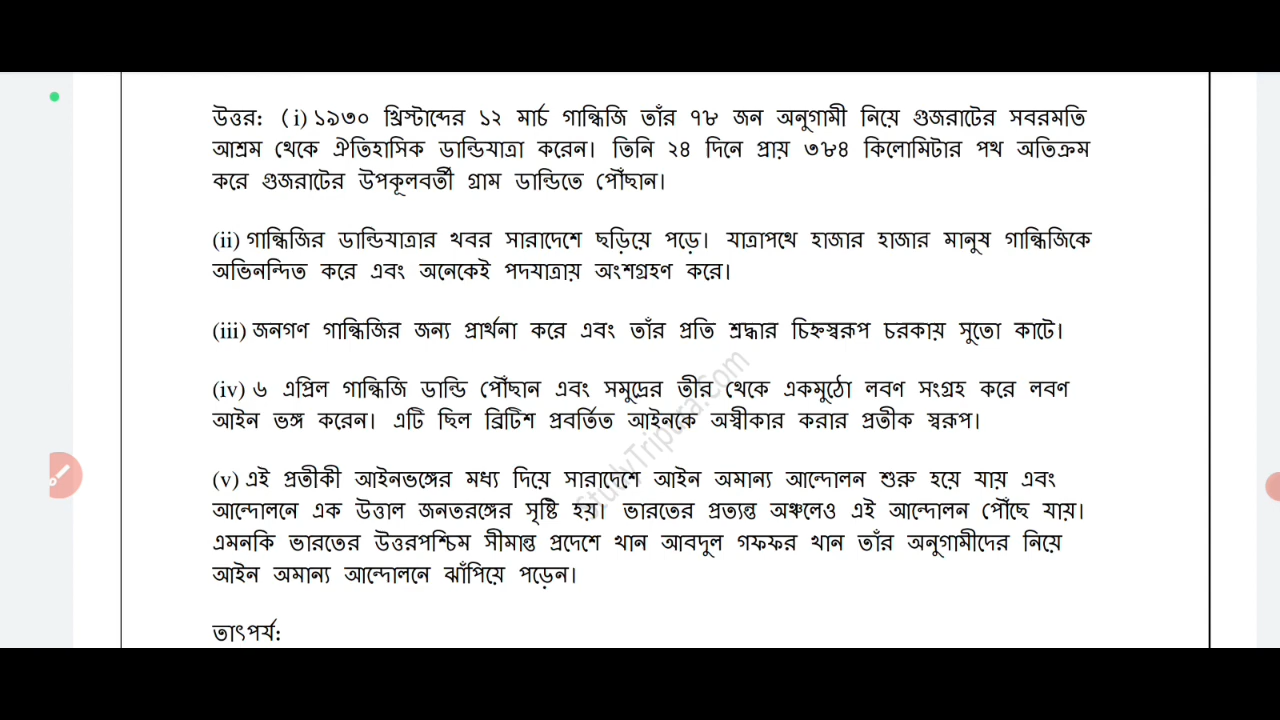 উত্তর: (i) ১৯৩০ খ্রিস্টাব্দের ১২ মার্চ গান্ধিজি তাঁর ৭৮ জন অনুগামী নিয়ে গুজরাটের সবরমতি
আশ্রম থেকে ঐতিহাসিক ডান্ডিযাত্রা করেন। তিনি ২৪ দিনে প্রায় ৩৮৪ কিলোমিটার পথ অতিক্রম
করে গুজরাটের উপকূলবর্তী গ্রাম ডান্ডিতে পৌঁছান।
(ii) গান্ধিজির ডান্ডিযাত্রার খবর সারাদেশে ছড়িয়ে পড়ে। যাত্রাপথে হাজার হাজার মানুষ গান্ধিজিকে
অভিনন্দিত করে এবং অনেকেই পদযাত্রায় অংশগ্রহণ করে।
(iii) জনগণ গান্ধিজির জন্য প্রার্থনা করে এবং তাঁর প্রতি শ্রদ্ধার চিহ্নস্বরূপ চরকায় সুতো কাটে।
(iv) ৬ এপ্রিল গান্ধিজি ডান্ডি পৌঁছান এবং সমুদ্রের তীর থেকে একমুঠো লবণ সংগ্রহ করে লবণ
আইন ভঙ্গ করেন। এটি ছিল ব্রিটিশ প্রবর্তিত আইনকে অস্বীকার করার প্রতীক স্বরূপ।
(v) এই প্রতীকী আইনভঙ্গের মধ্য দিয়ে সারাদেশে আইন অমান্য আন্দোলন শুরু হয়ে যায় এবং
আন্দোলনে এক উত্তাল জনতরঙ্গের সৃষ্টি হয়। ভারতের প্রত্যন্ত অঞ্চলেও এই আন্দোলন পৌঁছে যায়।
এমনকি ভারতের উত্তরপশ্চিম সীমান্ত প্রদেশে খান আবদুল গফফর খান তাঁর অনুগামীদের নিয়ে
আইন অমান্য আন্দোলনে ঝাঁপিয়ে পড়েন।
তাৎপর্য:
StudyTripura.Com